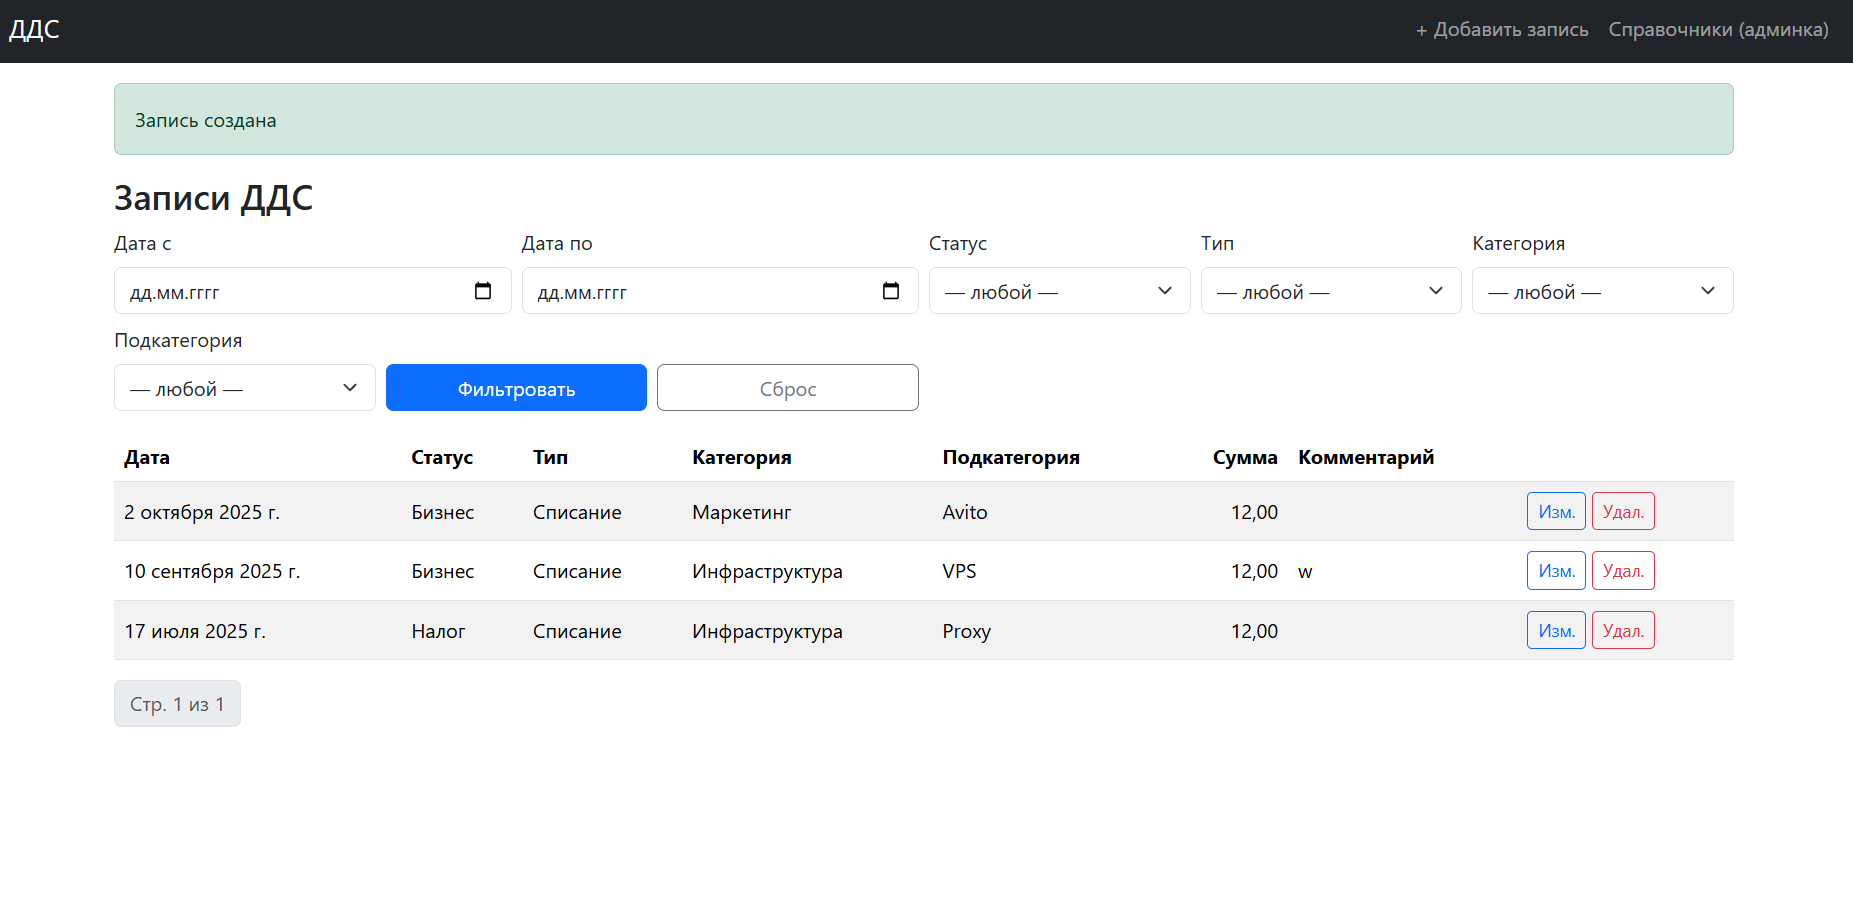 ДДС + Добавить запись Справочники (админка)
Запись создана
Записи ДДС
Дата с Дата по Статус Тип Категория
дд.мм.гггг дд.мм.гггг — любой — — любой — — любой —
Подкатегория
— любой — Фильтровать Сброс
Дата Статус Тип Категория Подкатегория Сумма Комментарий
2 октября 2025 г. Бизнес Списание Маркетинг Avito 12,00 Изм. Удал.
10 сентября 2025 г. Бизнес Списание Инфраструктура VPS 12,00 w Изм. Удал.
17 июля 2025 г. Налог Списание Инфраструктура Proxy 12,00 Изм. Удал.
Стр. 1 из 1